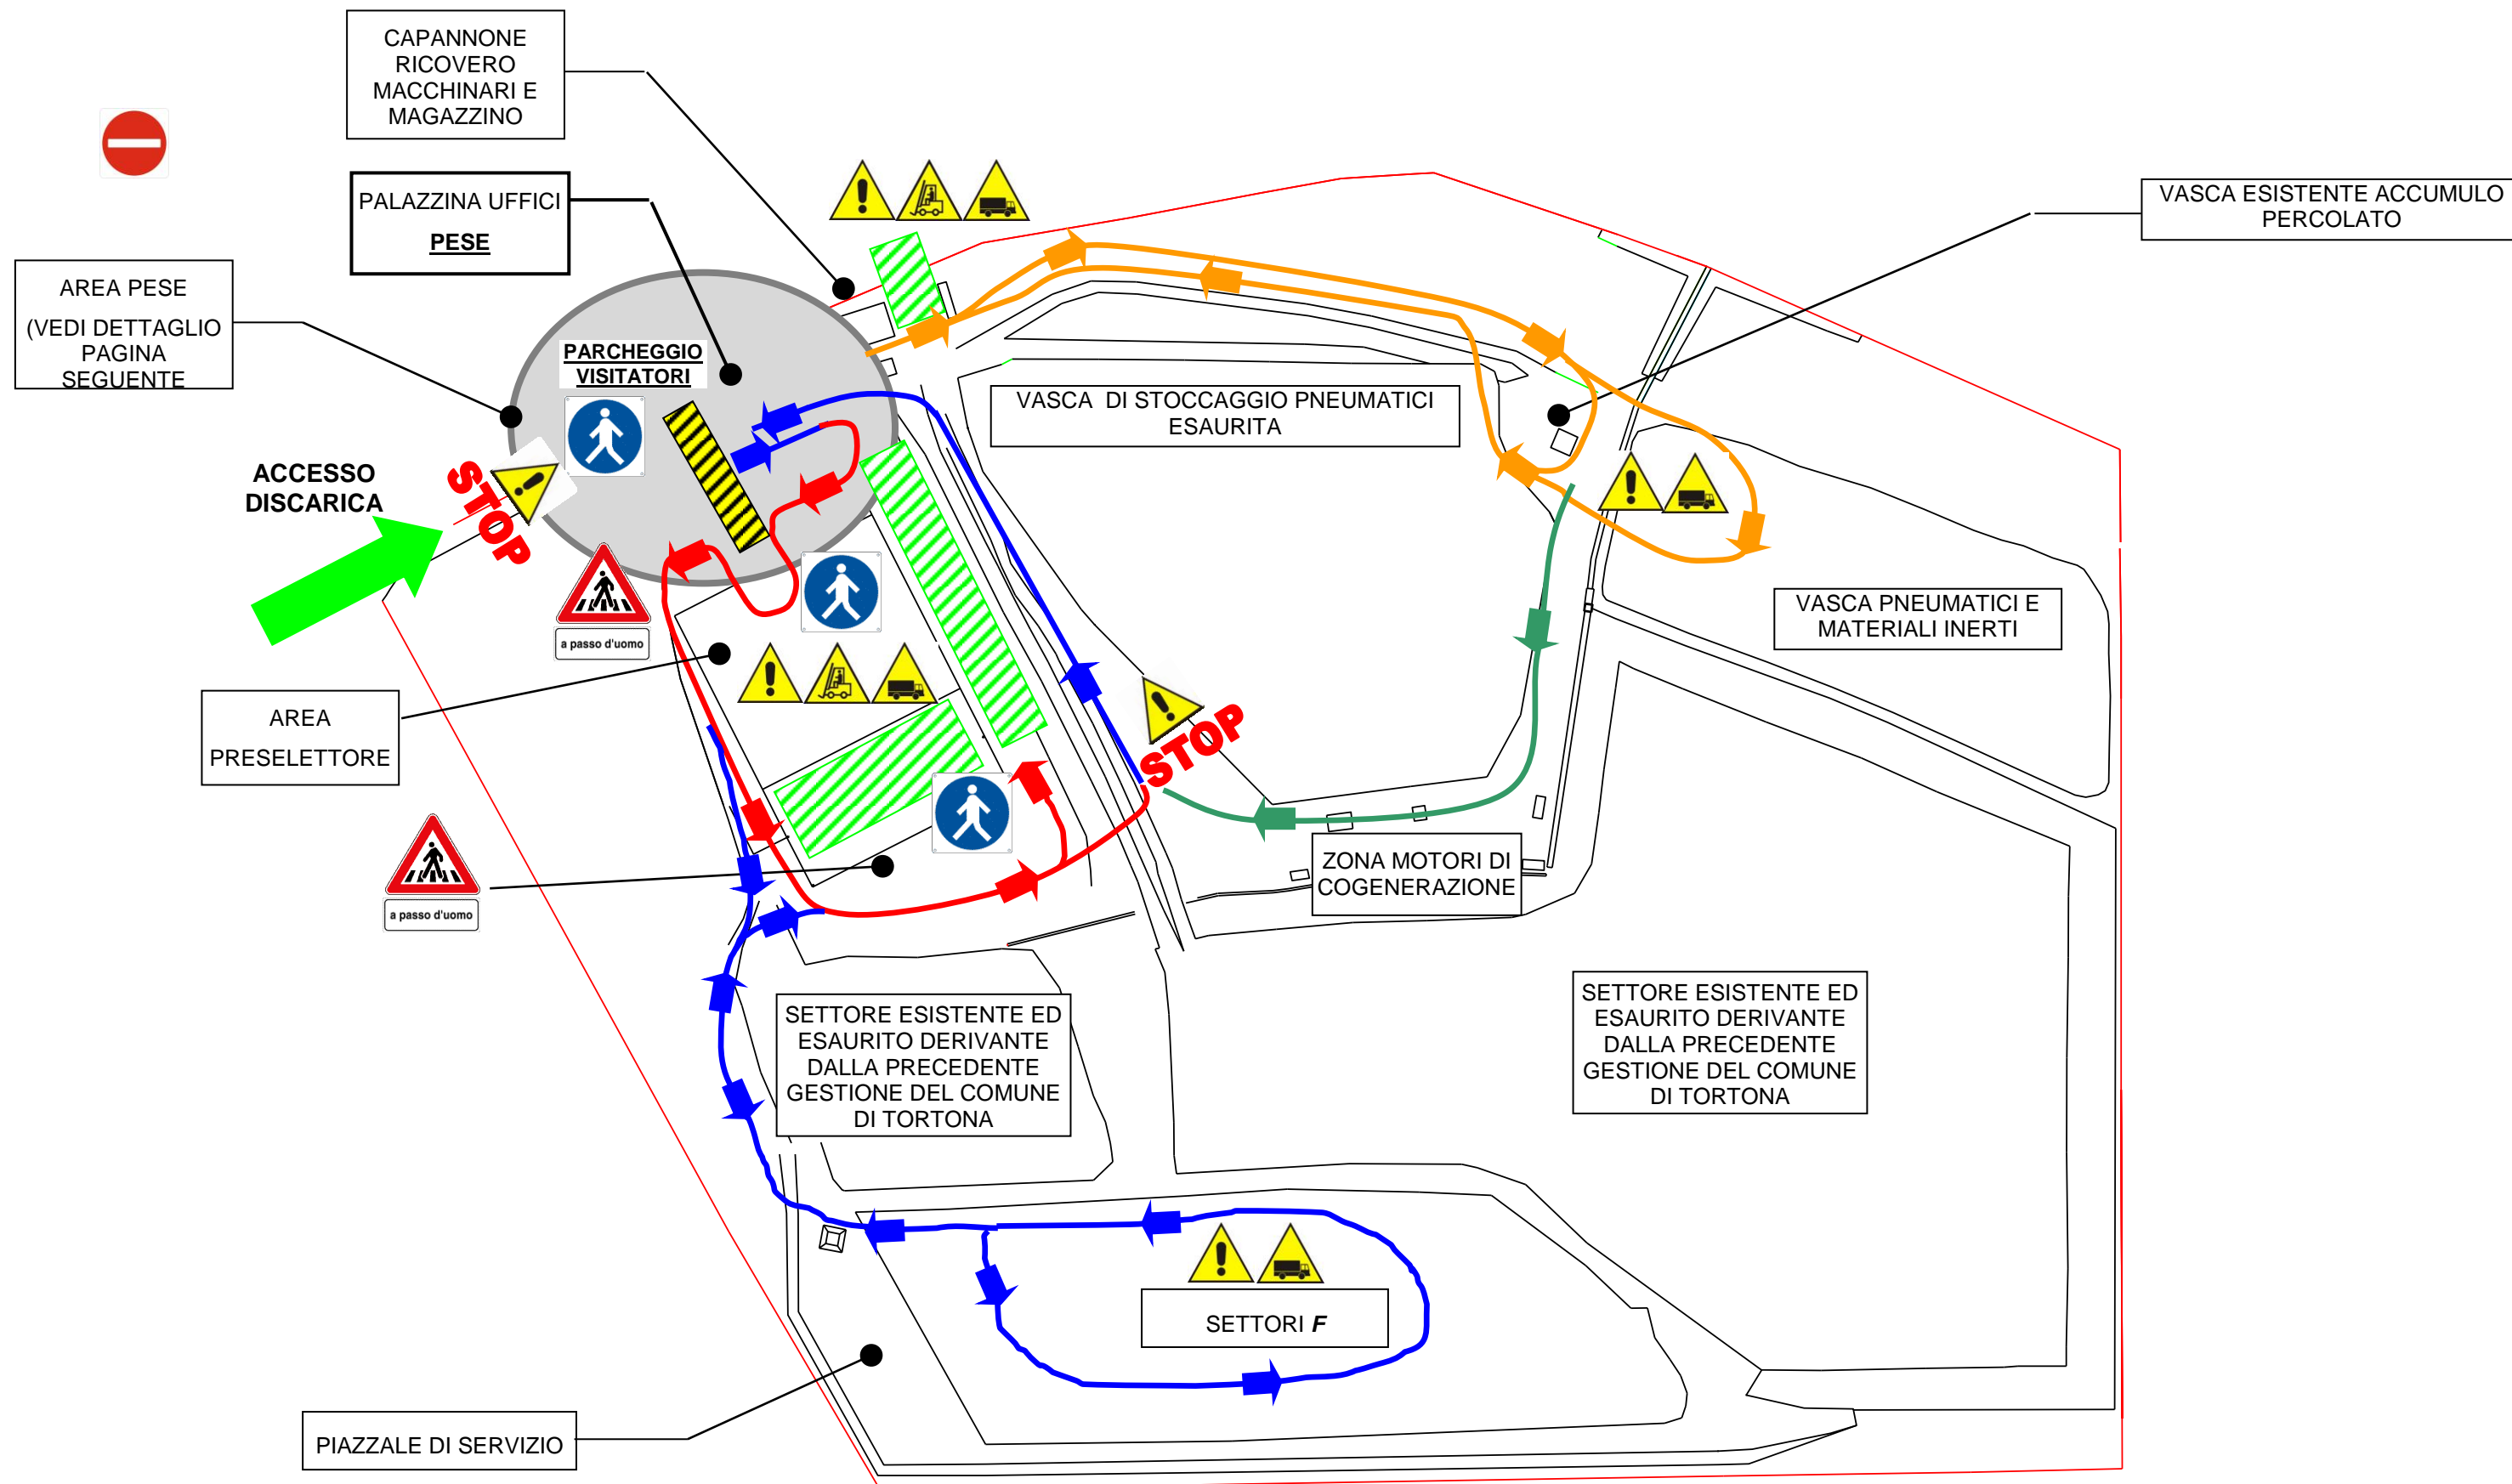 CAPANNONE
RICOVERO
MACCHINARI E
MAGAZZINO
PALAZZINA UFFICI
PESE
VASCA ESISTENTE ACCUMULO
PERCOLATO
AREA PESE
(VEDI DETTAGLIO
PAGINA
SEGUENTE
PARCHEGGIO
VISITATORI
VASCA DI STOCCAGGIO PNEUMATICI
ESAURITA
ACCESSO
DISCARICA
STOP
a passo d'uomo
VASCA PNEUMATICI E
MATERIALI INERTI
AREA
PRESELETTORE
STOP
a passo d'uomo
ZONA MOTORI DI
COGENERAZIONE
SETTORE ESISTENTE ED
ESAURITO DERIVANTE
DALLA PRECEDENTE
GESTIONE DEL COMUNE
DI TORTONA
SETTORE ESISTENTE ED
ESAURITO DERIVANTE
DALLA PRECEDENTE
GESTIONE DEL COMUNE
DI TORTONA
SETTORI F
PIAZZALE DI SERVIZIO